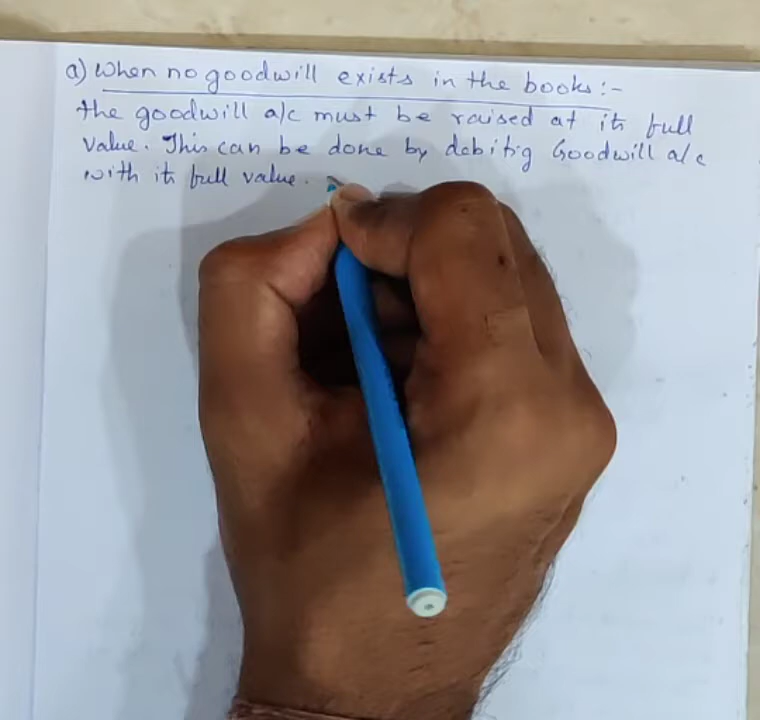 a) When no goodwill exists in the books :-
the goodwill a/c must be raised at its full
value. This can be done by debitig Goodwill a/c
with its full value.